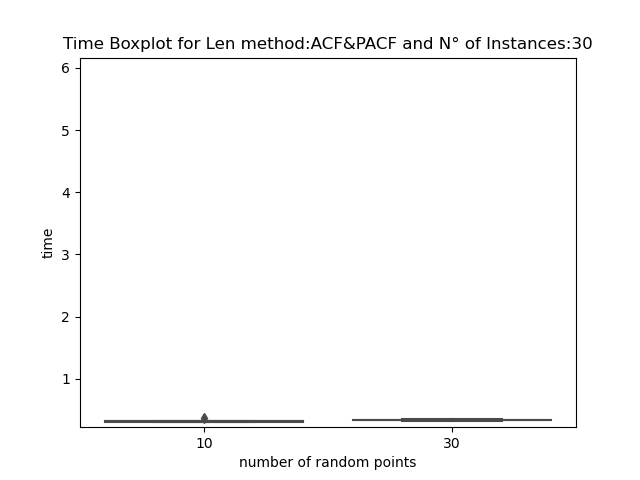 Time Boxplot for Len method:ACF&PACF and N° of Instances:30
6
5
4
3
2
1
time
10 30
number of random points